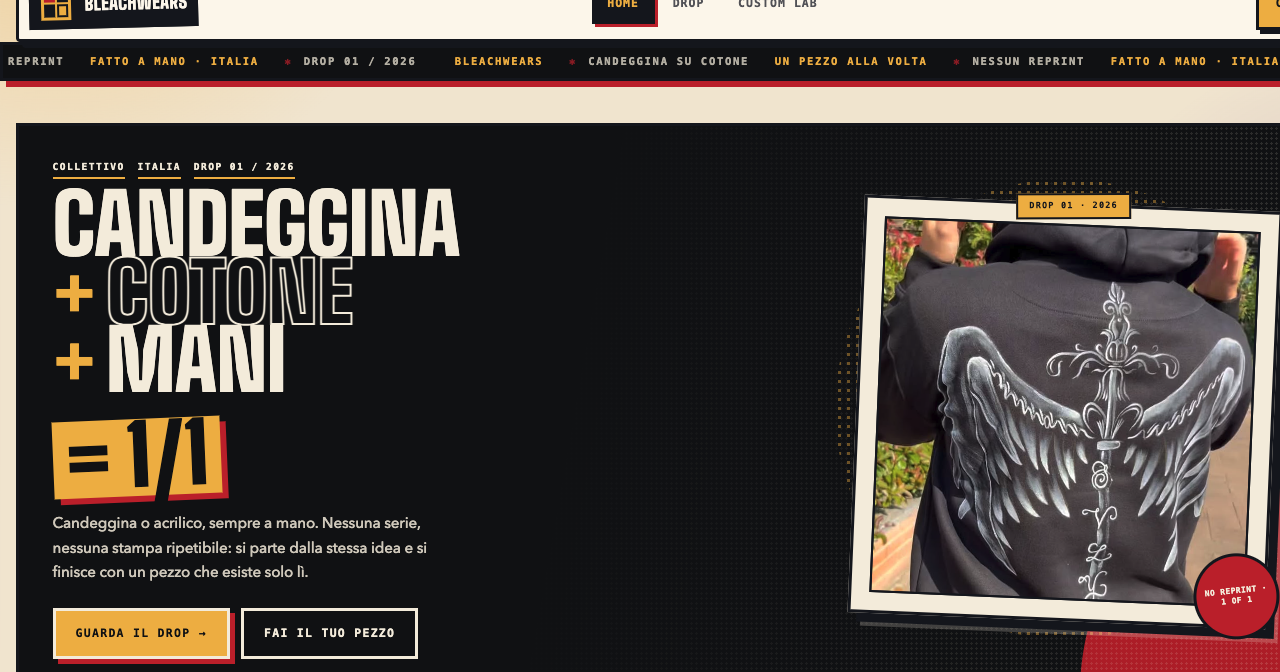 BLEACHWEARS
HOME DROP CUSTOM LAB
REPRINT FATTO A MANO · ITALIA * DROP 01 / 2026 BLEACHWEARS * CANDEGGINA SU COTONE UN PEZZO ALLA VOLTA * NESSUN REPRINT FATTO A MANO · ITALIA
COLLETTIVO ITALIA DROP 01 / 2026
CANDEGGINA
+ COTONE
+ MANI
= 1/1
Candeggina o acrilico, sempre a mano. Nessuna serie,
nessuna stampa ripetibile: si parte dalla stessa idea e si
finisce con un pezzo che esiste solo lì.
GUARDA IL DROP →
FAI IL TUO PEZZO
DROP 01 · 2026
NO REPRINT ·
1 OF 1